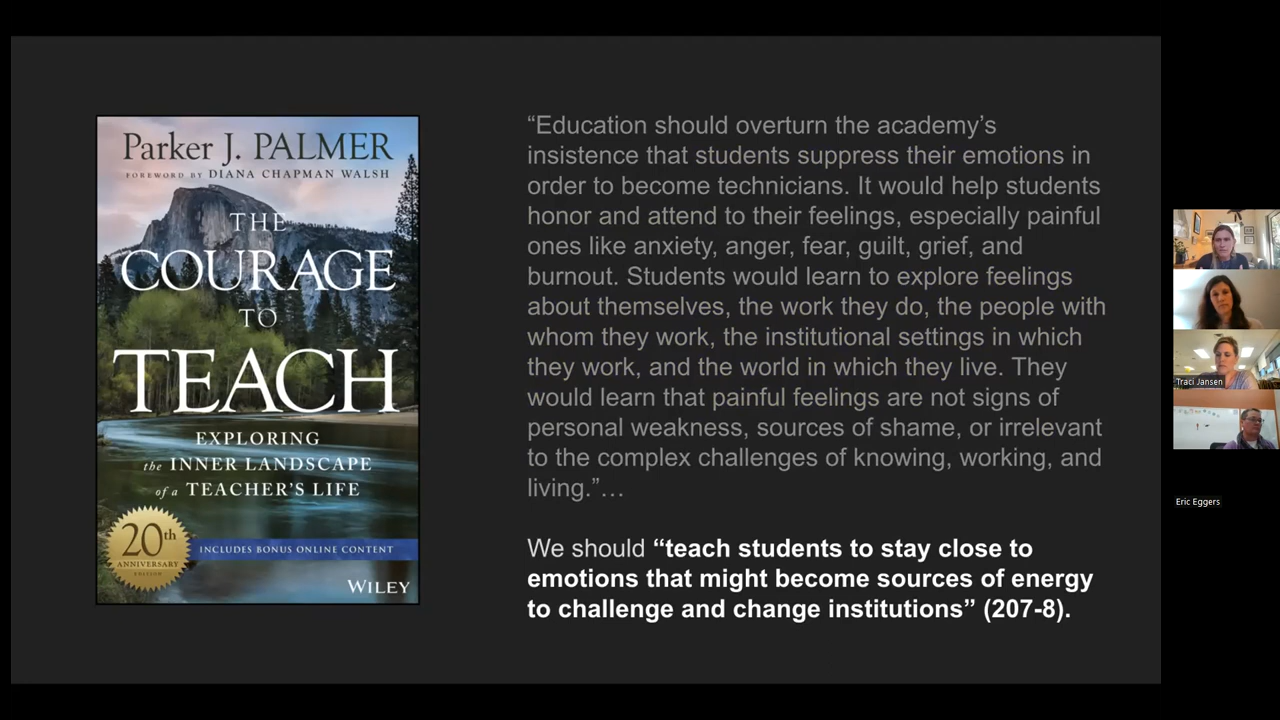 Parker J. PALMER
FOREWORD BY DIANA CHAPMAN WALSH
THE
COURAGE
TO
TEACH
EXPLORING
the INNER LANDSCAPE
of a TEACHER'S LIFE
20th
ANNIVERSARY
EDITION
INCLUDES BONUS ONLINE CONTENT
WILEY
“Education should overturn the academy’s
insistence that students suppress their emotions in
order to become technicians. It would help students
honor and attend to their feelings, especially painful
ones like anxiety, anger, fear, guilt, grief, and
burnout. Students would learn to explore feelings
about themselves, the work they do, the people with
whom they work, the institutional settings in which
they work, and the world in which they live. They
would learn that painful feelings are not signs of
personal weakness, sources of shame, or irrelevant
to the complex challenges of knowing, working, and
living.”…
We should “teach students to stay close to
emotions that might become sources of energy
to challenge and change institutions” (207-8).
Traci Jansen
Eric Eggers